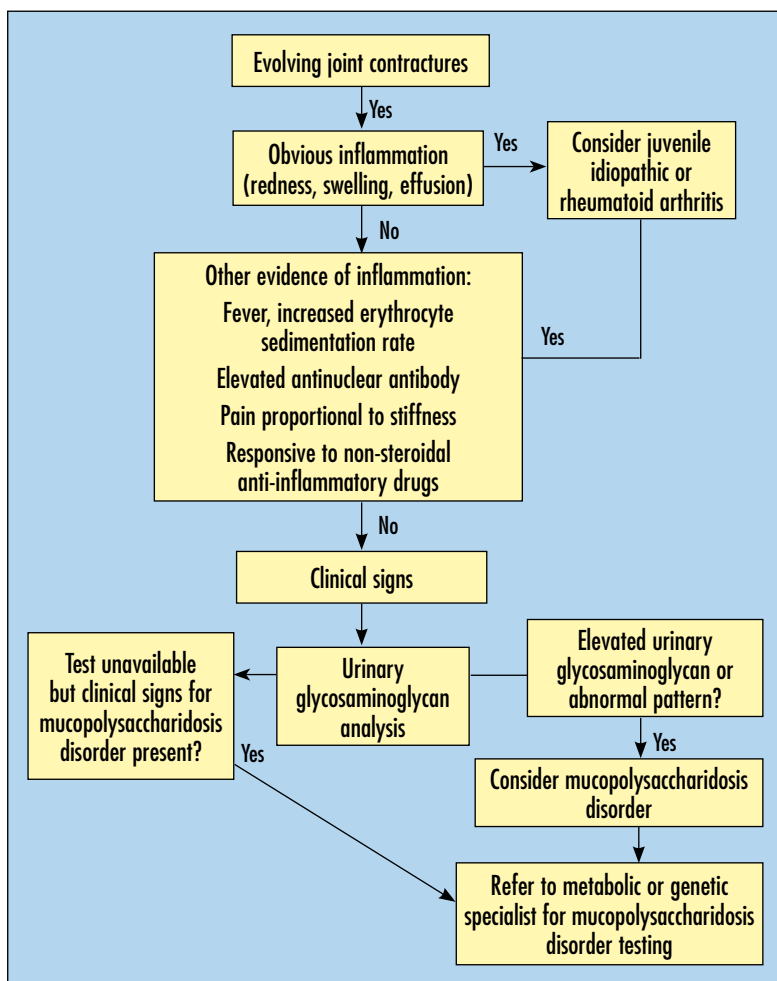 Evolving joint contractures
Yes
Obvious inflammation
(redness, swelling, effusion)
Yes
Consider juvenile
idiopathic or
rheumatoid arthritis
No
Other evidence of inflammation:
Fever, increased erythrocyte
sedimentation rate
Elevated antinuclear antibody
Pain proportional to stiffness
Responsive to non-steroidal
anti-inflammatory drugs
Yes
No
Clinical signs
Test unavailable
but clinical signs for
mucopolysaccharidosis
disorder present?
Urinary
glycosaminoglycan
analysis
Elevated urinary
glycosaminoglycan or
abnormal pattern?
Yes
Yes
Consider mucopolysaccharidosis
disorder
Refer to metabolic or genetic
specialist for mucopolysaccharidosis
disorder testing